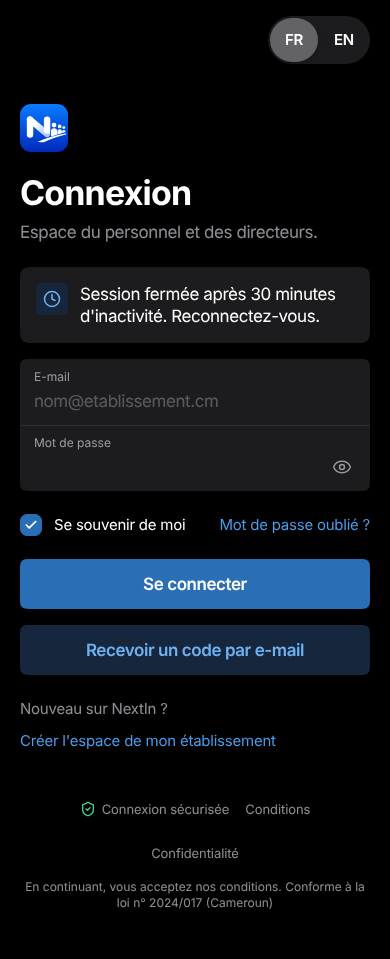 FR EN
N
Connexion
Espace du personnel et des directeurs.
Session fermée après 30 minutes
d'inactivité. Reconnectez-vous.
E-mail
nom@etablissement.cm
Mot de passe
Se souvenir de moi Mot de passe oublié ?
Se connecter
Recevoir un code par e-mail
Nouveau sur NextIn ?
Créer l'espace de mon établissement
Connexion sécurisée Conditions
Confidentialité
En continuant, vous acceptez nos conditions. Conforme à la
loi n° 2024/017 (Cameroun)